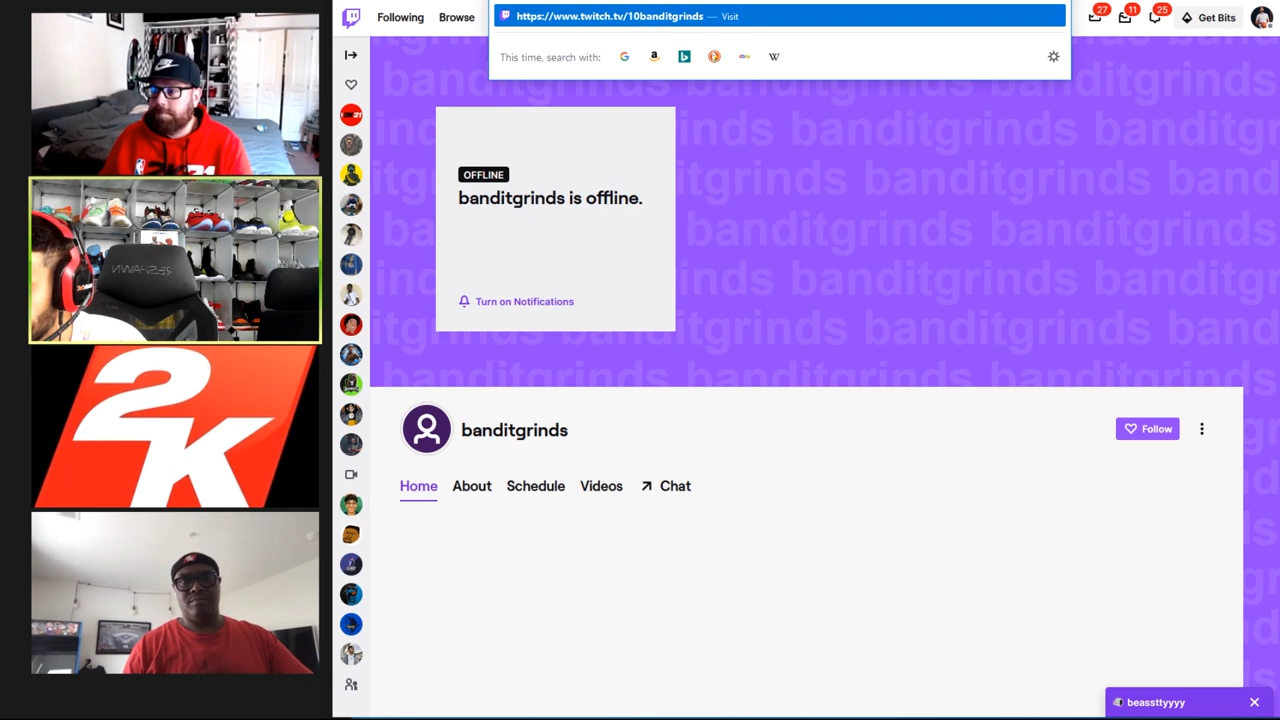 Following Browse
https://www.twitch.tv/10banditgrinds — Visit
27 11 25
Get Bits
This time, search with:
OFFLINE
banditgrinds is offline.
Turn on Notifications
banditgrinds
Follow
Home About Schedule Videos Chat
beassttyyyy
2K